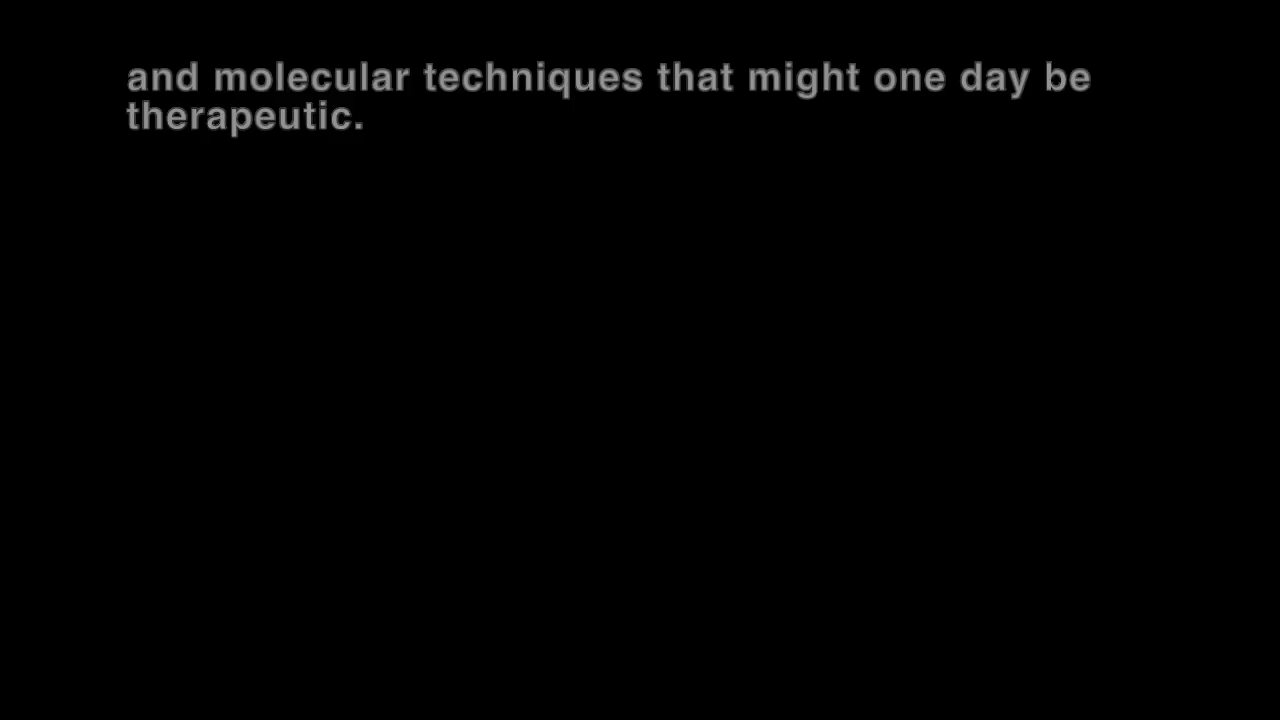 and molecular techniques that might one day be
therapeutic.